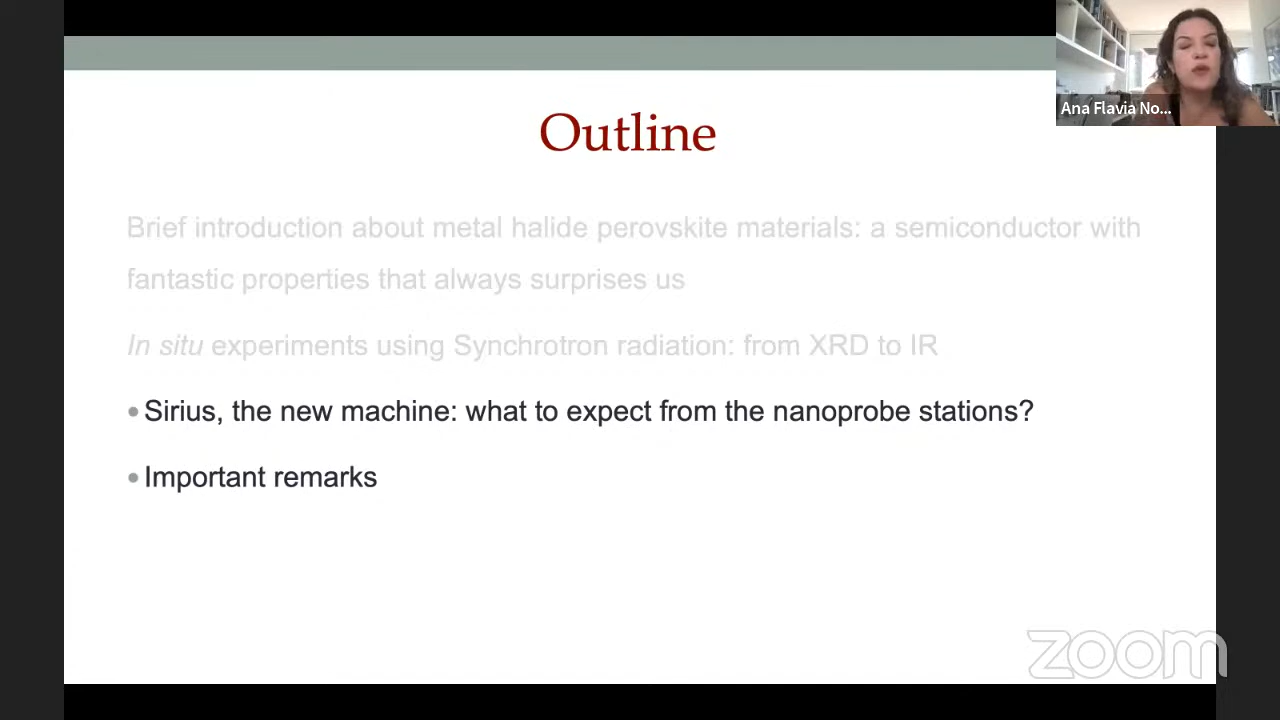 Ana Flavia No...
Outline
Brief introduction about metal halide perovskite materials: a semiconductor with
fantastic properties that always surprises us
In situ experiments using Synchrotron radiation: from XRD to IR
• Sirius, the new machine: what to expect from the nanoprobe stations?
• Important remarks
zoom